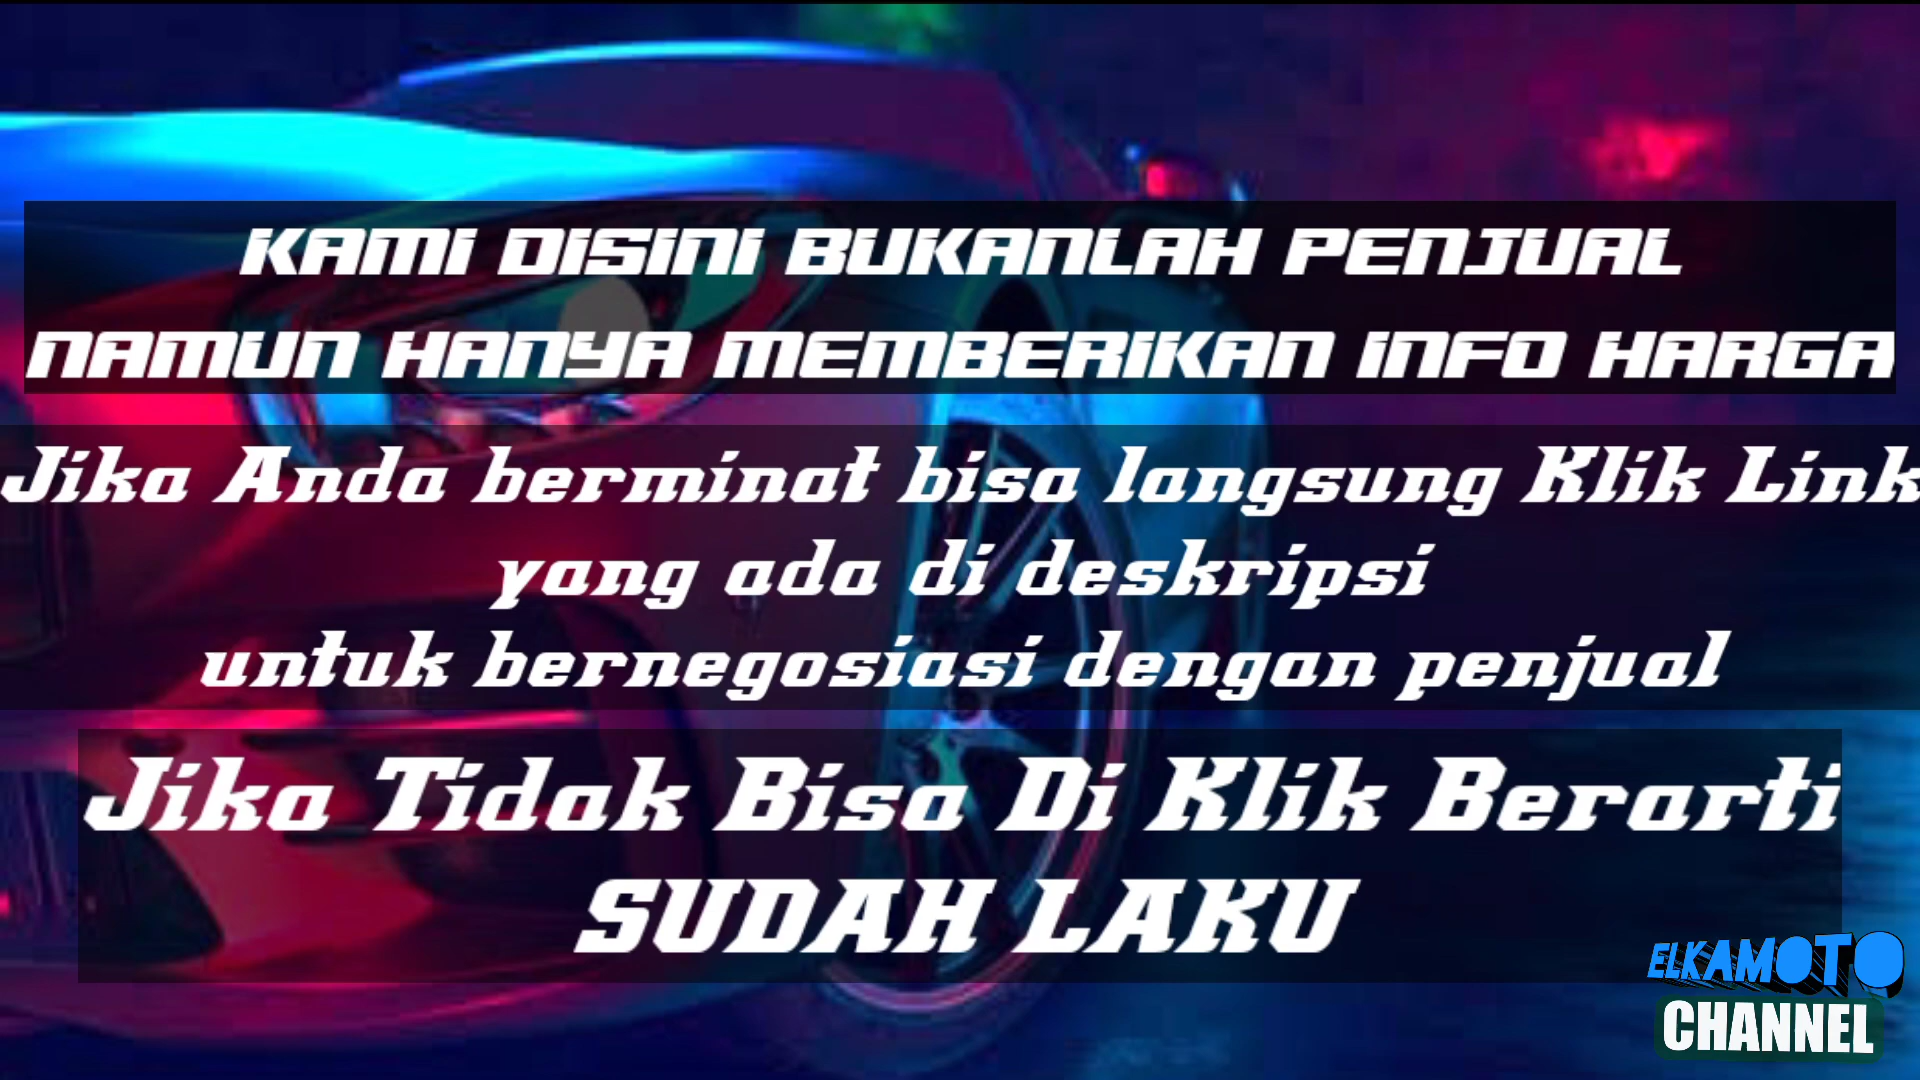 KAMI DISINI BUKANLAH PENJUAL
NAMUN HANYA MEMBERIKAN INFO HARGA
Jika Anda berminat bisa langsung Klik Link
yang ada di deskripsi
untuk bernegosiasi dengan penjual
Jika Tidak Bisa Di Klik Berarti
SUDAH LAKU
ELKAMOTO
CHANNEL